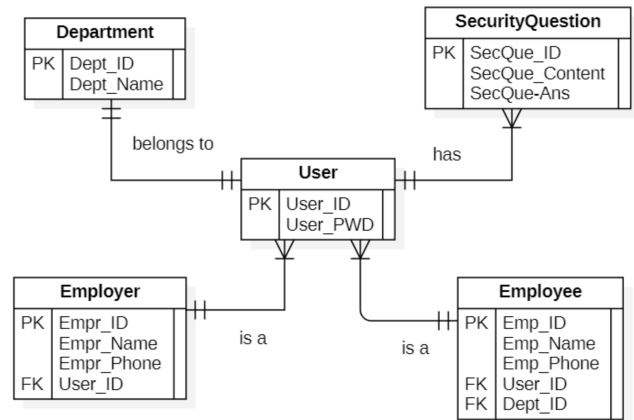 Department
PK Dept_ID
Dept_Name
SecurityQuestion
PK SecQue_ID
SecQue_Content
SecQue-Ans
belongs to
has
User
PK User_ID
User_PWD
Employer
PK Empr_ID
Empr_Name
Empr_Phone
FK User_ID
is a
is a
Employee
PK Emp_ID
Emp_Name
Emp_Phone
FK User_ID
FK Dept_ID